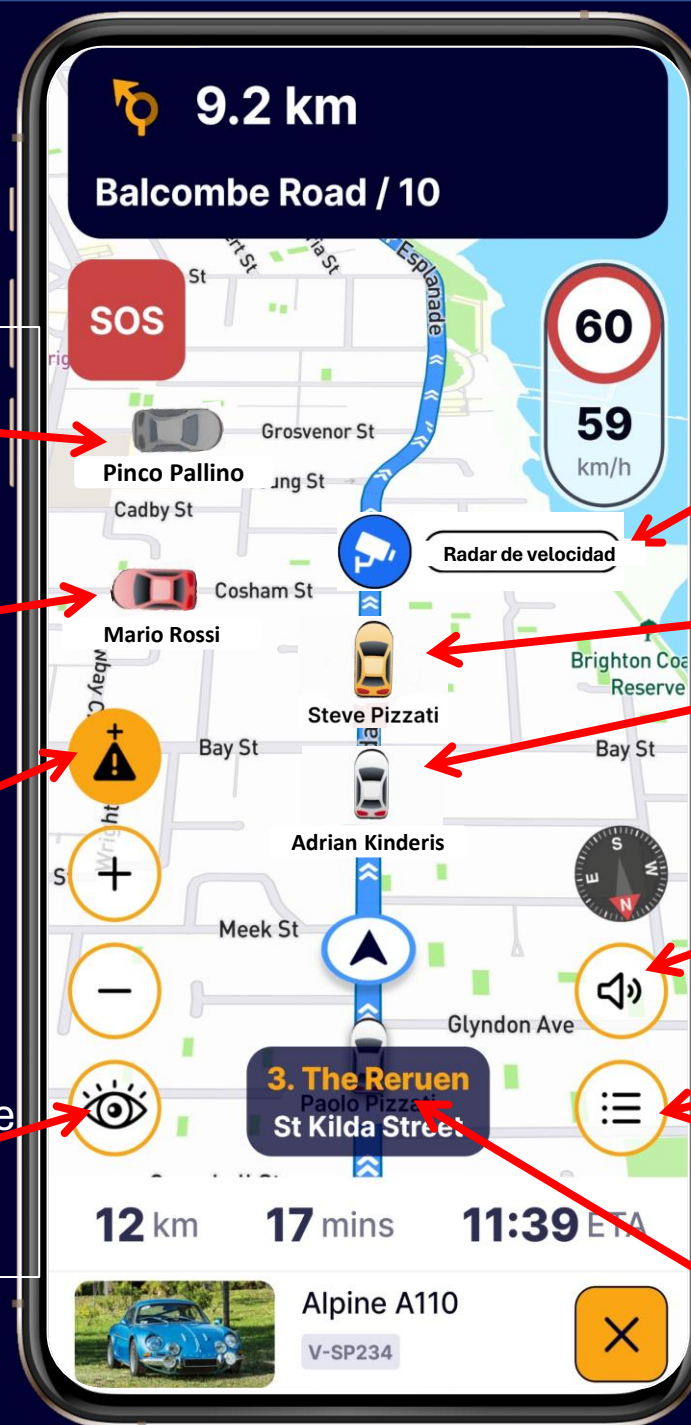 9.2 km
Balcombe Road / 10
Esplanade
St
SOS
60
59
km/h
Grosvenor St
Pinco Pallino
Cadby St
Radar de velocidad
Cosham St
Mario Rossi
Brighton Coa
Reserve
Steve Pizzati
Bay St
Bay St
Adrian Kinderis
S
W
E
N
Meek St
Glyndon Ave
3. The Reruen
Paolo Pizzati
St Kilda Street
e
12 km
17 mins
11:39 ETA
Alpine A110
V-SP234